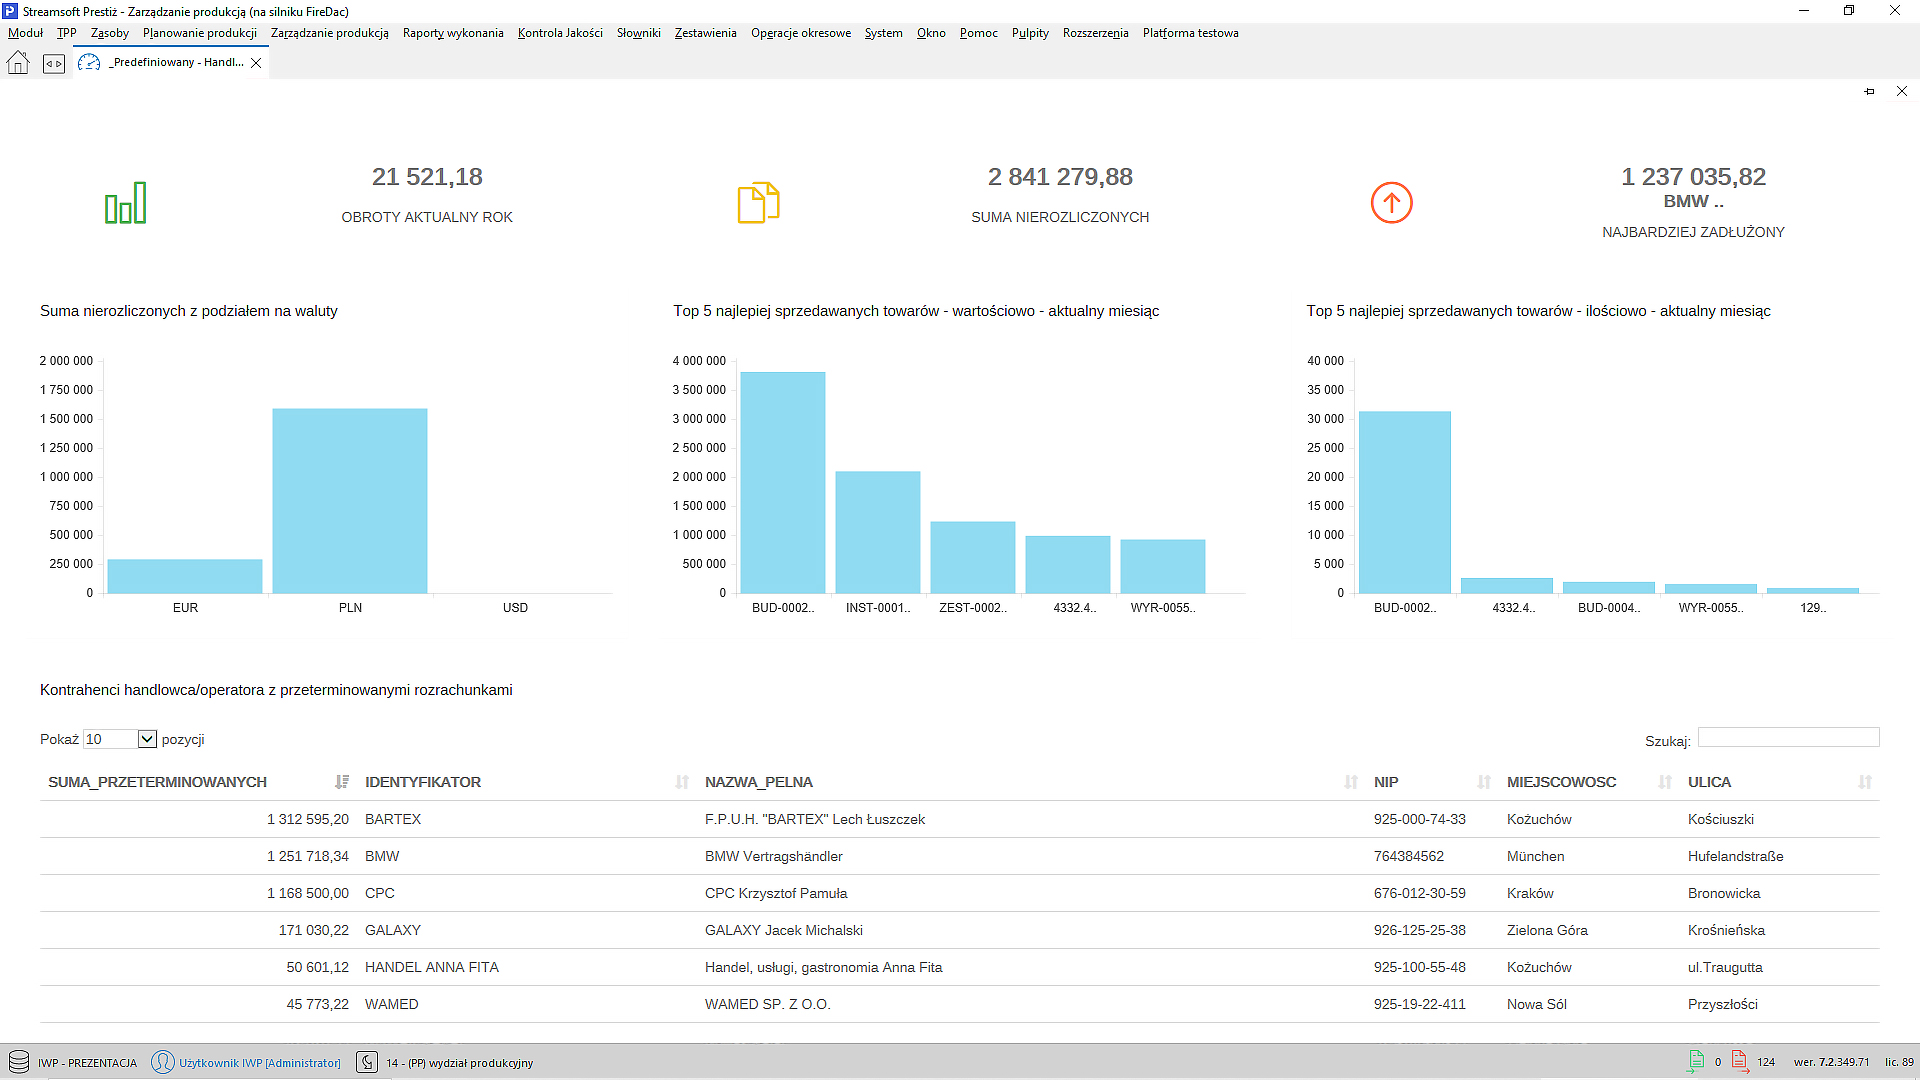 Streamsoft Prestiż - Zarządzanie produkcją (na silniku FireDac)
Moduł TPP Zasoby Planowanie produkcji Zarządzanie produkcją Raporty wykonania Kontrola Jakości Słowniki Zestawienia Operacje okresowe System Okno Pomoc Pulpity Rozszerzenia Platforma testowa
_Predefiniowany - Handl...
21 521,18
OBROTY AKTUALNY ROK
2 841 279,88
SUMA NIEROZLICZONYCH
1 237 035,82
BMW ..
NAJBARDZIEJ ZADŁUŻONY
Suma nierozliczonych z podziałem na waluty
2 000 000
1 750 000
1 500 000
1 250 000
1 000 000
750 000
500 000
250 000
0
EUR PLN USD
Top 5 najlepiej sprzedawanych towarów - wartościowo - aktualny miesiąc
4 000 000
3 500 000
3 000 000
2 500 000
2 000 000
1 500 000
1 000 000
500 000
0
BUD-0002.. INST-0001.. ZEST-0002.. 4332.4.. WYR-0055..
Top 5 najlepiej sprzedawanych towarów - ilościowo - aktualny miesiąc
40 000
35 000
30 000
25 000
20 000
15 000
10 000
5 000
0
BUD-0002.. 4332.4.. BUD-0004.. WYR-0055.. 129..
Kontrahenci handlowca/operatora z przeterminowanymi rozrachunkami
Pokaż 10 pozycji
Szukaj:
SUMA_PRZETERMINOWANYCH IDENTYFIKATOR NAZWA_PELNA NIP MIEJSCOWOSC ULICA
1 312 595,20 BARTEX F.P.U.H. "BARTEX" Lech Łuszczek 925-000-74-33 Kożuchów Kościuszki
1 251 718,34 BMW BMW Vertragshändler 764384562 München Hufelandstraße
1 168 500,00 CPC CPC Krzysztof Pamuła 676-012-30-59 Kraków Bronowicka
171 030,22 GALAXY GALAXY Jacek Michalski 926-125-25-38 Zielona Góra Krośnieńska
50 601,12 HANDEL ANNA FITA Handel, usługi, gastronomia Anna Fita 925-100-55-48 Kożuchów ul.Traugutta
45 773,22 WAMED WAMED SP. Z O.O. 925-19-22-411 Nowa Sól Przyszłości
IWP - PREZENTACJA Użytkownik IWP [Administrator] 14 - (PP) wydział produkcyjny 0 124 wer. 7.2.349.71 lic. 89